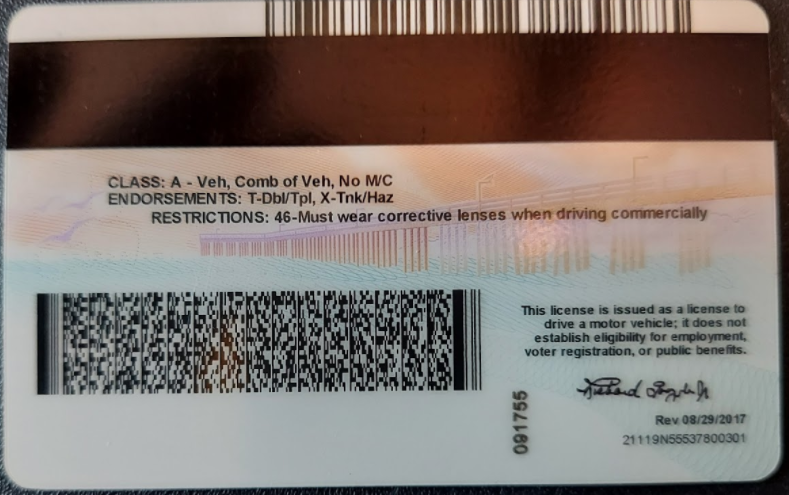 CLASS: A - Veh, Comb of Veh, No M/C
ENDORSEMENTS: T-Dbl/Tpl, X-Tnk/Haz
RESTRICTIONS: 46-Must wear corrective lenses when driving commercially
This license is issued as a license to
drive a motor vehicle; it does not
establish eligibility for employment,
voter registration, or public benefits.
091755
Rev 08/29/2017
21119N55537800301